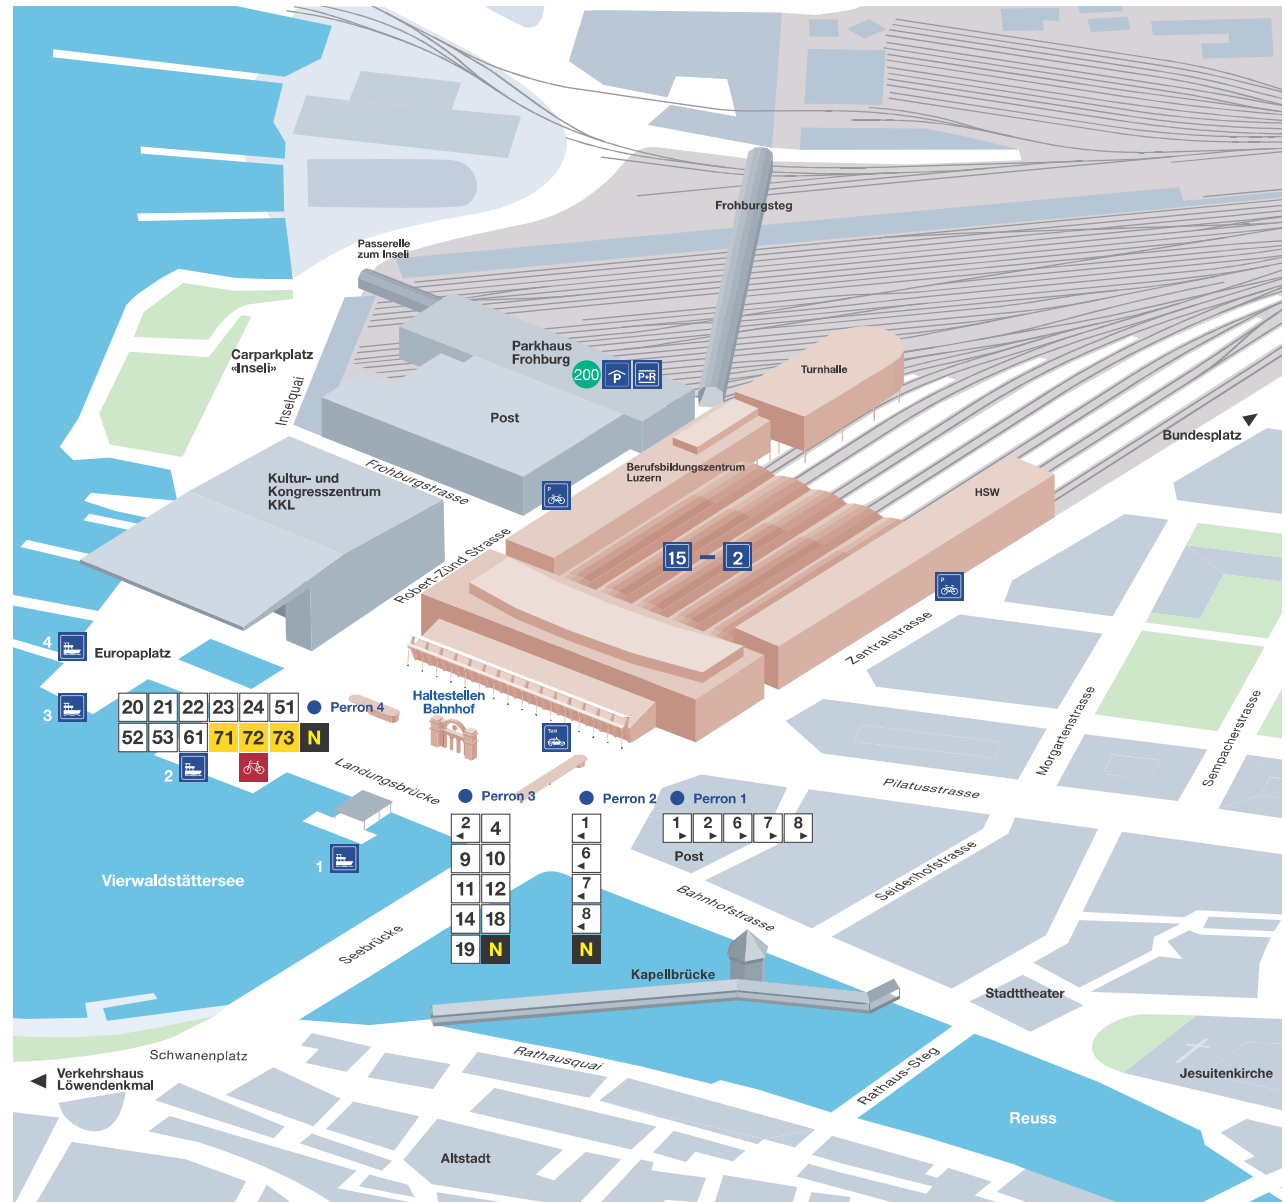 Frohburgsteg
Passerelle
zum Inseli
Parkhaus
Frohburg
200
P
P+R
Carparkplatz
«Inseli»
Inselquai
Turnhalle
Post
Bundesplatz
Berufsbildungszentrum
Luzern
Kultur- und
Kongresszentrum
KKL
Frohburgstrasse
HSW
P
Robert-Zünd Strasse
15 – 2
P
Zentralstrasse
4
Europaplatz
3
Haltestellen
Bahnhof
20 21 22 23 24 51
Perron 4
52 53 61 71 72 73 N
Taxi
2
Landungsbrücke
Morgartenstrasse
Sempacherstrasse
Pilatusstrasse
Perron 3
Perron 2
Perron 1
2 4
9 10
11 12
14 18
19 N
1
6
7
8
N
1 2 6 7 8
Post
1
Vierwaldstättersee
Seidenhofstrasse
Bahnhofstrasse
Seebrücke
Kapellbrücke
Stadttheater
Schwanenplatz
Rathausquai
Rathaus-Steg
Verkehrshaus
Löwendenkmal
Jesuitenkirche
Reuss
Altstadt